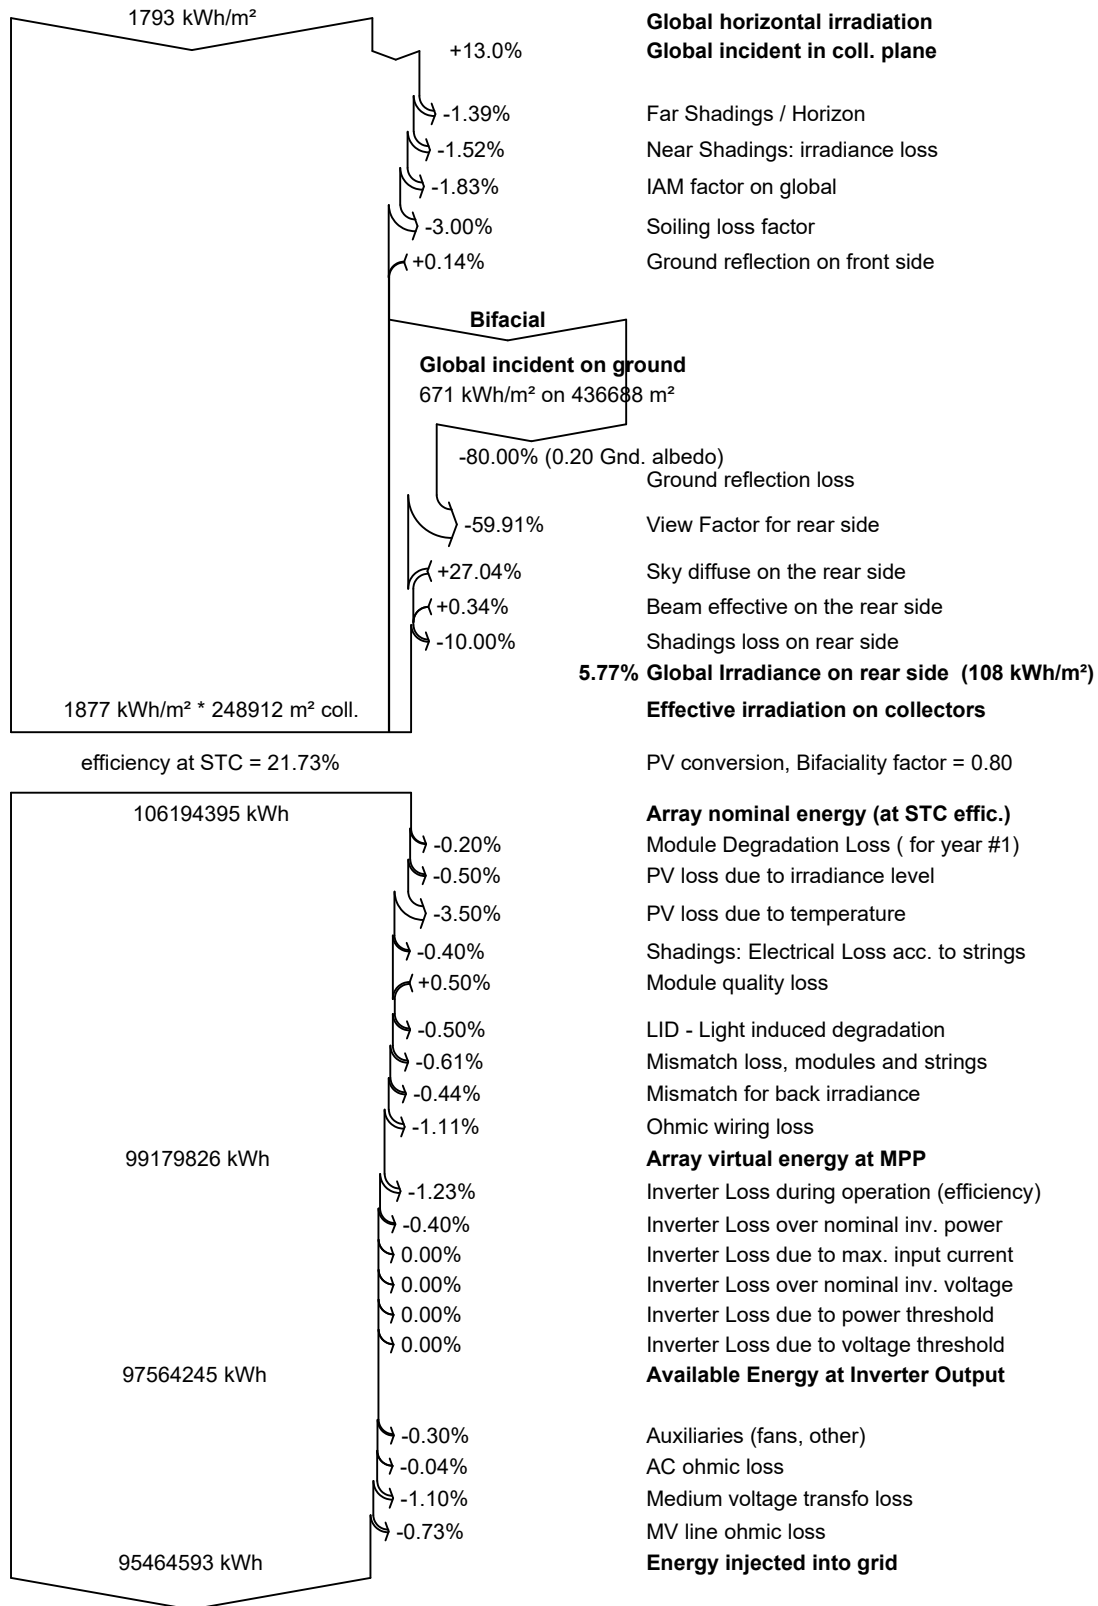 1793 kWh/m² Global horizontal irradiation
+13.0% Global incident in coll. plane
-1.39% Far Shadings / Horizon
-1.52% Near Shadings: irradiance loss
-1.83% IAM factor on global
-3.00% Soiling loss factor
+0.14% Ground reflection on front side
Bifacial
Global incident on ground
671 kWh/m² on 436688 m²
-80.00% (0.20 Gnd. albedo)
Ground reflection loss
-59.91% View Factor for rear side
+27.04% Sky diffuse on the rear side
+0.34% Beam effective on the rear side
-10.00% Shadings loss on rear side
5.77% Global Irradiance on rear side (108 kWh/m²)
1877 kWh/m² * 248912 m² coll. Effective irradiation on collectors
efficiency at STC = 21.73% PV conversion, Bifaciality factor = 0.80
106194395 kWh Array nominal energy (at STC effic.)
-0.20% Module Degradation Loss ( for year #1)
-0.50% PV loss due to irradiance level
-3.50% PV loss due to temperature
-0.40% Shadings: Electrical Loss acc. to strings
+0.50% Module quality loss
-0.50% LID - Light induced degradation
-0.61% Mismatch loss, modules and strings
-0.44% Mismatch for back irradiance
-1.11% Ohmic wiring loss
99179826 kWh Array virtual energy at MPP
-1.23% Inverter Loss during operation (efficiency)
-0.40% Inverter Loss over nominal inv. power
0.00% Inverter Loss due to max. input current
0.00% Inverter Loss over nominal inv. voltage
0.00% Inverter Loss due to power threshold
0.00% Inverter Loss due to voltage threshold
97564245 kWh Available Energy at Inverter Output
-0.30% Auxiliaries (fans, other)
-0.04% AC ohmic loss
-1.10% Medium voltage transfo loss
-0.73% MV line ohmic loss
95464593 kWh Energy injected into grid